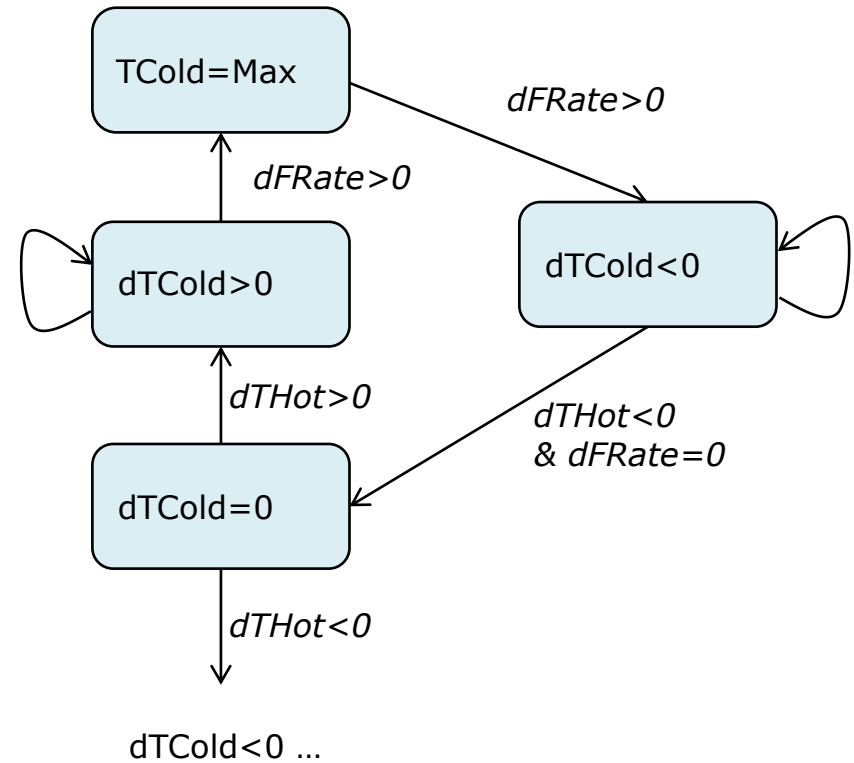 TCold=Max
dFRate>0
dFRate>0
dTCold>0
dTCold<0
dTHot>0
dTHot<0
& dFRate=0
dTCold=0
dTHot<0
dTCold<0 ...